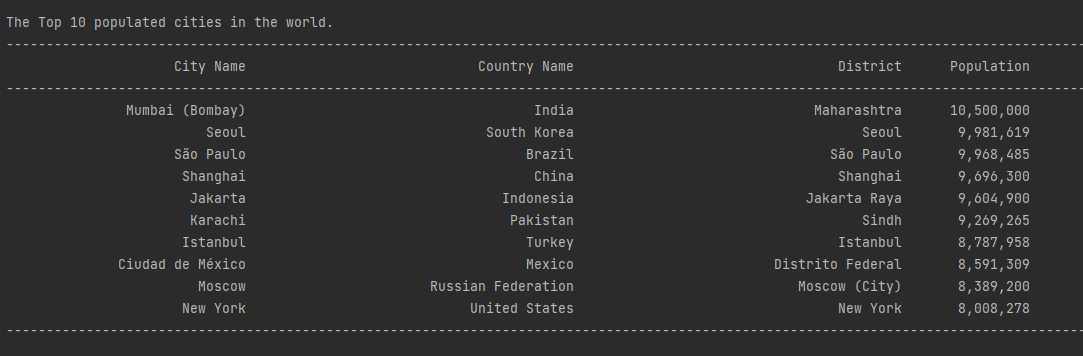 The Top 10 populated cities in the world.
City Name Country Name District Population
Mumbai (Bombay) India Maharashtra 10,500,000
Seoul South Korea Seoul 9,981,619
São Paulo Brazil São Paulo 9,968,485
Shanghai China Shanghai 9,696,300
Jakarta Indonesia Jakarta Raya 9,604,900
Karachi Pakistan Sindh 9,269,265
Istanbul Turkey Istanbul 8,787,958
Ciudad de México Mexico Distrito Federal 8,591,309
Moscow Russian Federation Moscow (City) 8,389,200
New York United States New York 8,008,278